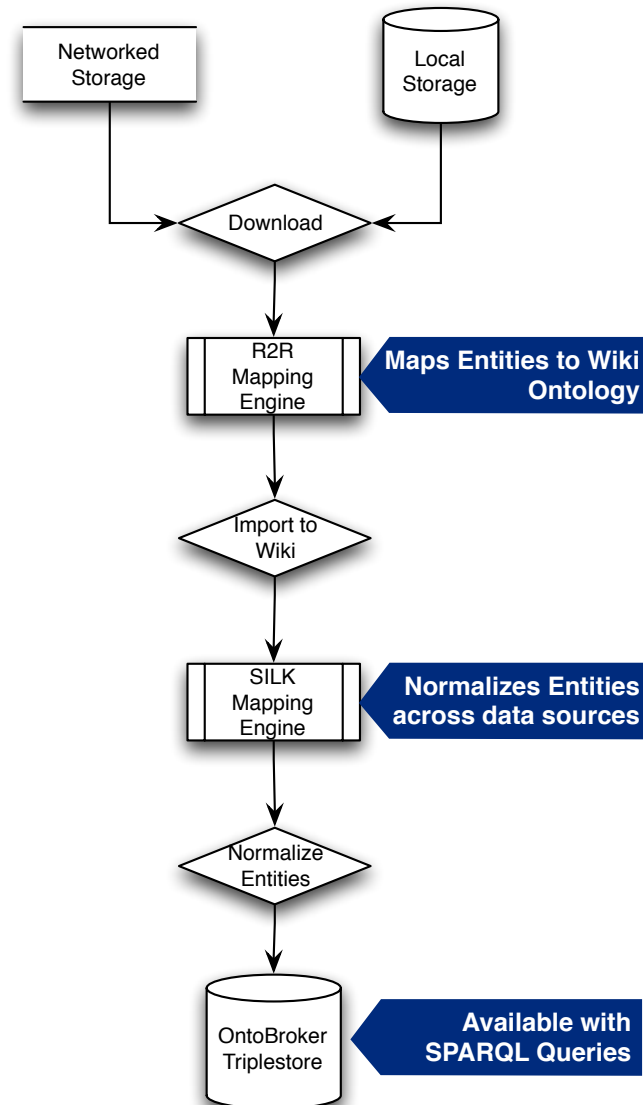 Networked
Storage
Local
Storage
Download
R2R
Mapping
Engine
Maps Entities to Wiki
Ontology
Import to
Wiki
SILK
Mapping
Engine
Normalizes Entities
across data sources
Normalize
Entities
OntoBroker
Triplestore
Available with
SPARQL Queries